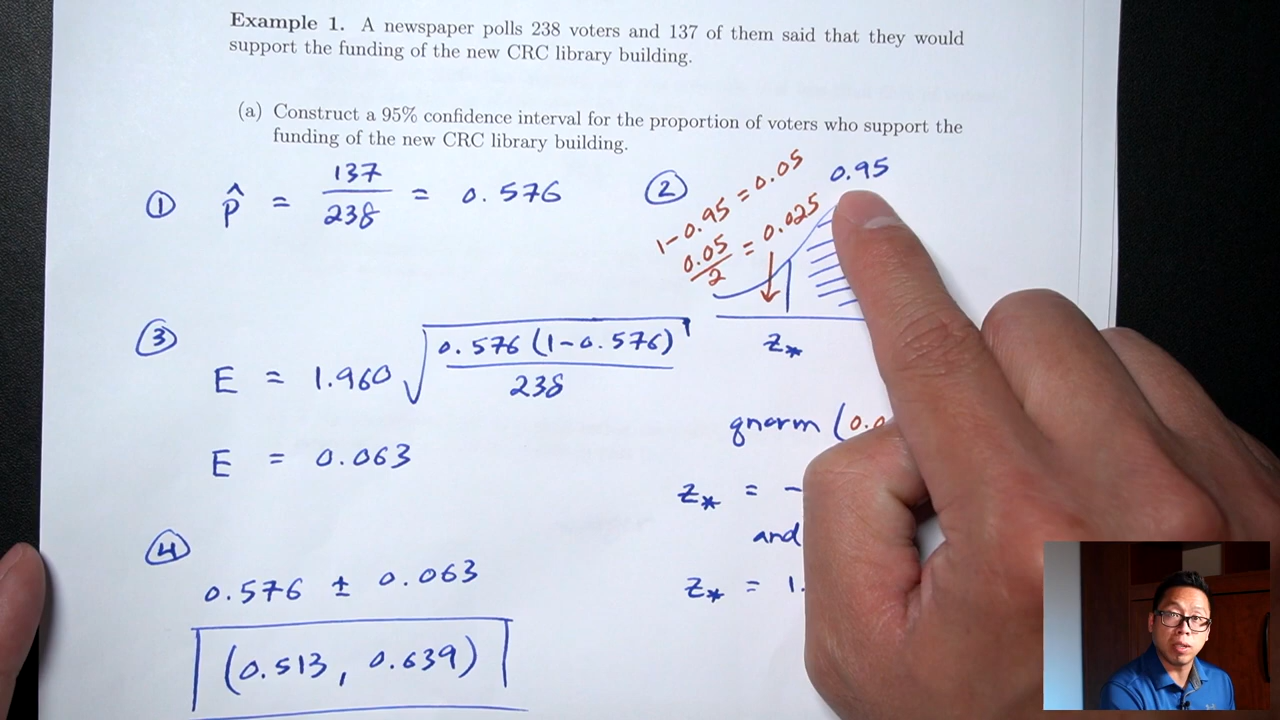 Example 1. A newspaper polls 238 voters and 137 of them said that they would
support the funding of the new CRC library building.
(a) Construct a 95% confidence interval for the proportion of voters who support the
funding of the new CRC library building.
① p̂ = 137/238 = 0.576
②
1-0.95 = 0.05
0.05/2 = 0.025
0.95
z*
qnorm (0.0
z* = -
and
z* = 1.
③
E = 1.960 √(0.576 (1-0.576)/238)
E = 0.063
④
0.576 ± 0.063
(0.513, 0.639)